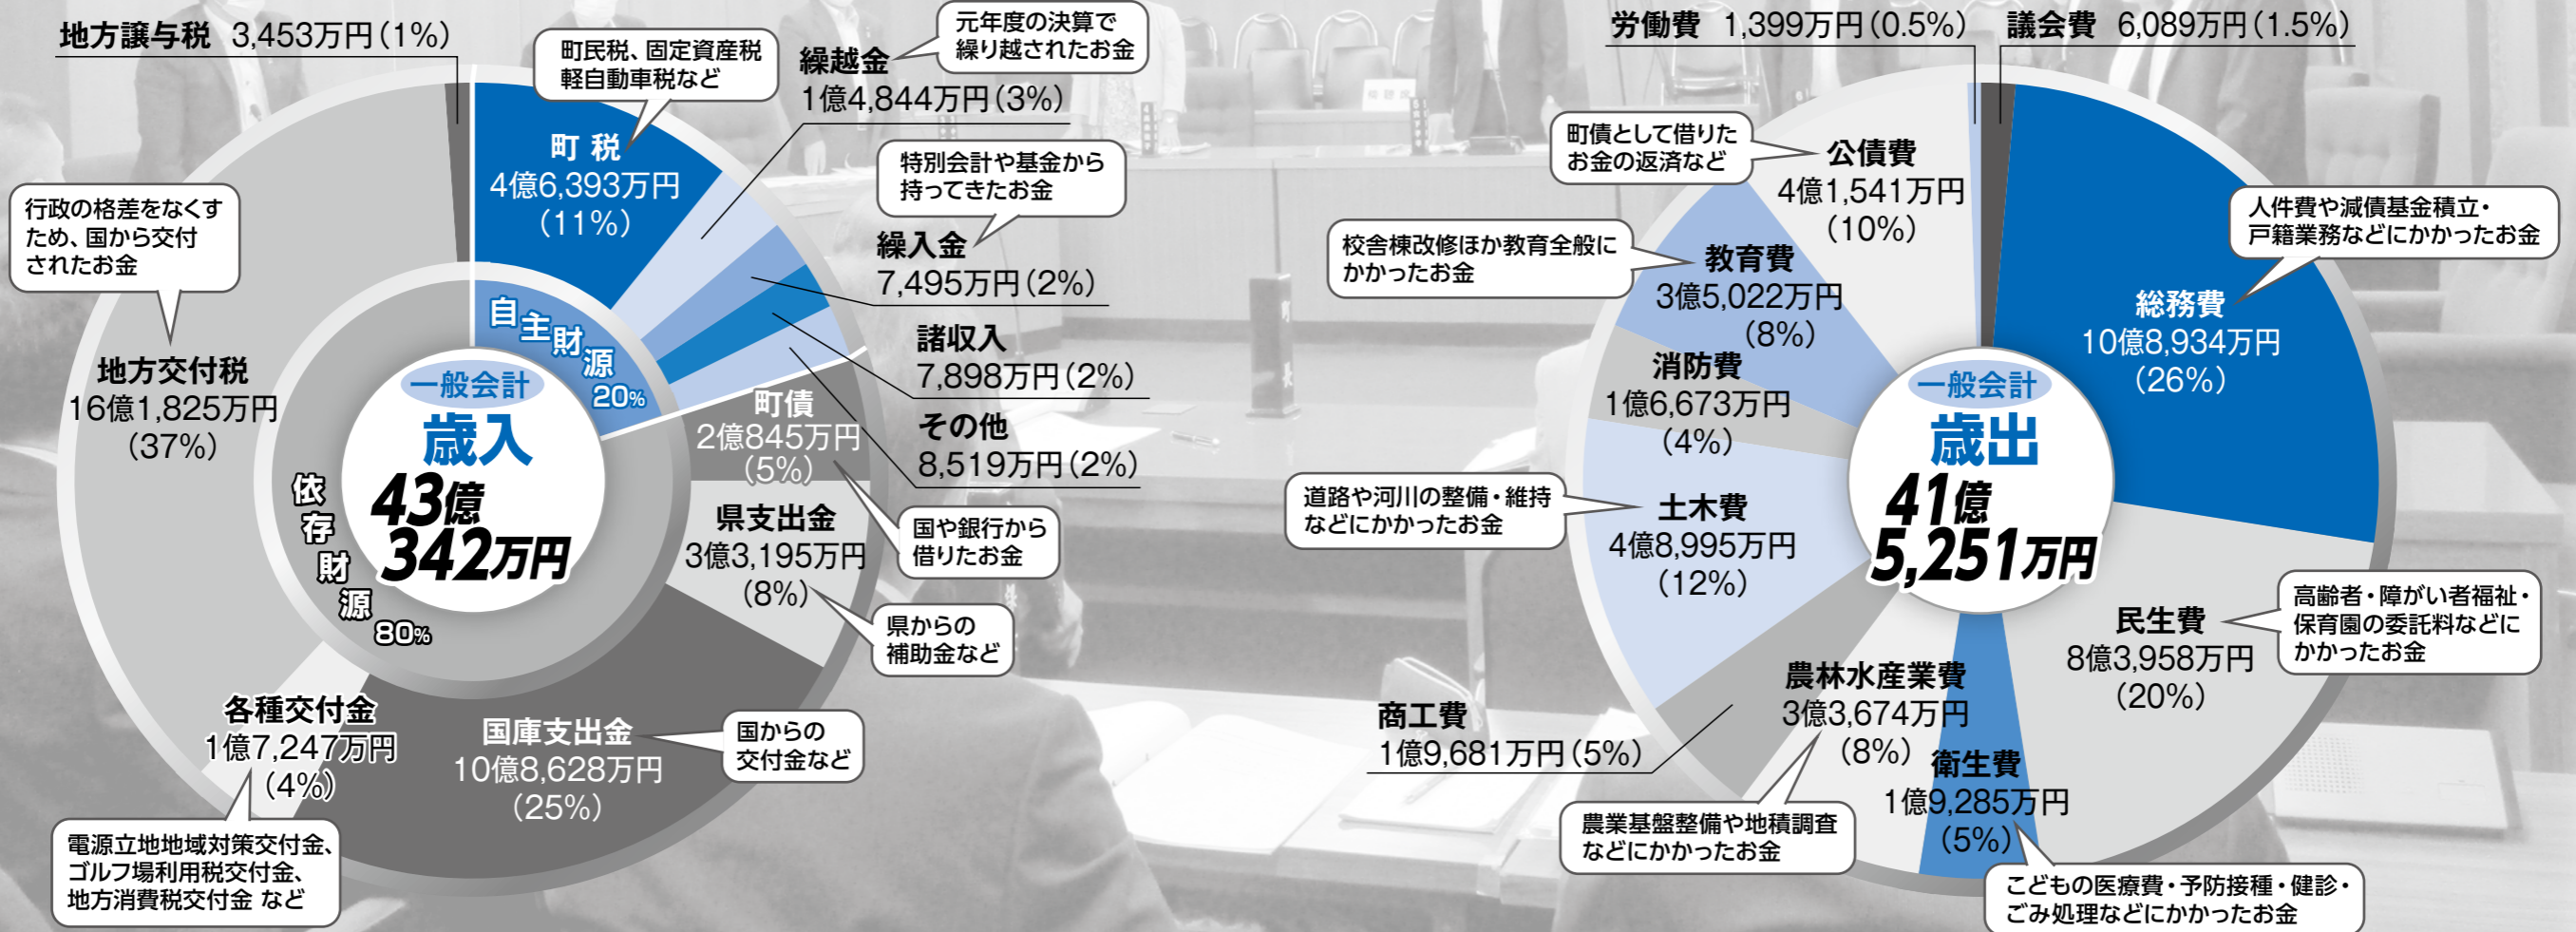 地方譲与税 3,453万円(1%)
町民税、固定資産税
軽自動車税など
町 税
4億6,393万円
(11%)
元年度の決算で
繰り越されたお金
繰越金
1億4,844万円(3%)
特別会計や基金から
持ってきたお金
繰入金
7,495万円(2%)
諸収入
7,898万円(2%)
その他
8,519万円(2%)
自主財源
20%
町債
2億845万円
(5%)
国や銀行から
借りたお金
県支出金
3億3,195万円
(8%)
県からの
補助金など
国庫支出金
10億8,628万円
(25%)
国からの
交付金など
各種交付金
1億7,247万円
(4%)
電源立地地域対策交付金、
ゴルフ場利用税交付金、
地方消費税交付金 など
行政の格差をなくす
ため、国から交付
されたお金
地方交付税
16億1,825万円
(37%)
依存財源
80%
一般会計
歳入
43億
342万円
労働費 1,399万円(0.5%)
議会費 6,089万円(1.5%)
人件費や減債基金積立・
戸籍業務などにかかったお金
総務費
10億8,934万円
(26%)
民生費
8億3,958万円
(20%)
高齢者・障がい者福祉・
保育園の委託料などに
かかったお金
衛生費
1億9,285万円
(5%)
こどもの医療費・予防接種・健診・
ごみ処理などにかかったお金
農林水産業費
3億3,674万円
(8%)
農業基盤整備や地積調査
などにかかったお金
商工費
1億9,681万円(5%)
土木費
4億8,995万円
(12%)
道路や河川の整備・維持
などにかかったお金
消防費
1億6,673万円
(4%)
教育費
3億5,022万円
(8%)
校舎棟改修ほか教育全般に
かかったお金
公債費
4億1,541万円
(10%)
町債として借りた
お金の返済など
一般会計
歳出
41億
5,251万円